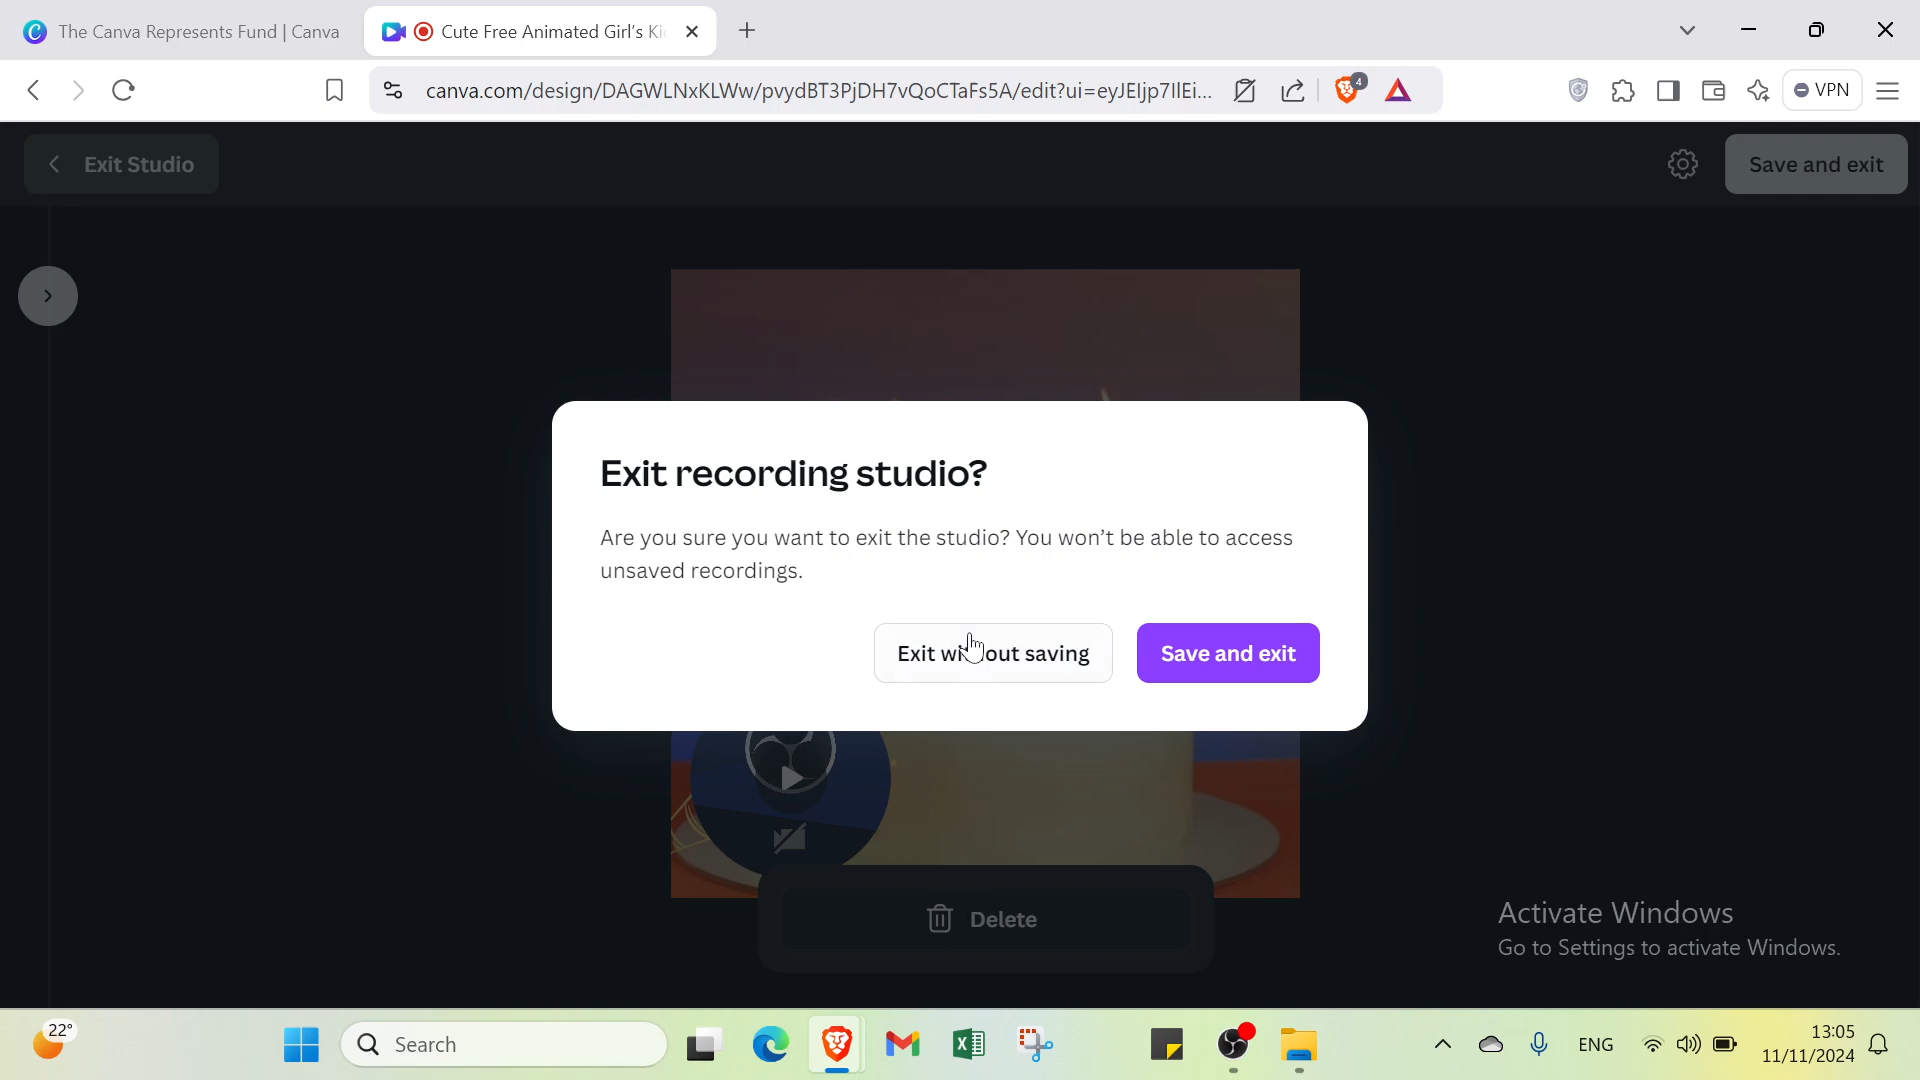 The Canva Represents Fund | Canva
Cute Free Animated Girl's Ki
canva.com/design/DAGWLNxKLWw/pvydBT3PjDH7vQoCTaFs5A/edit?ui=eyJEIjp7IlEi...
4
VPN
Exit Studio
Save and exit
Exit recording studio?
Are you sure you want to exit the studio? You won't be able to access
unsaved recordings.
Exit without saving
Save and exit
Delete
Activate Windows
Go to Settings to activate Windows.
22°
Search
ENG
13:05
11/11/2024